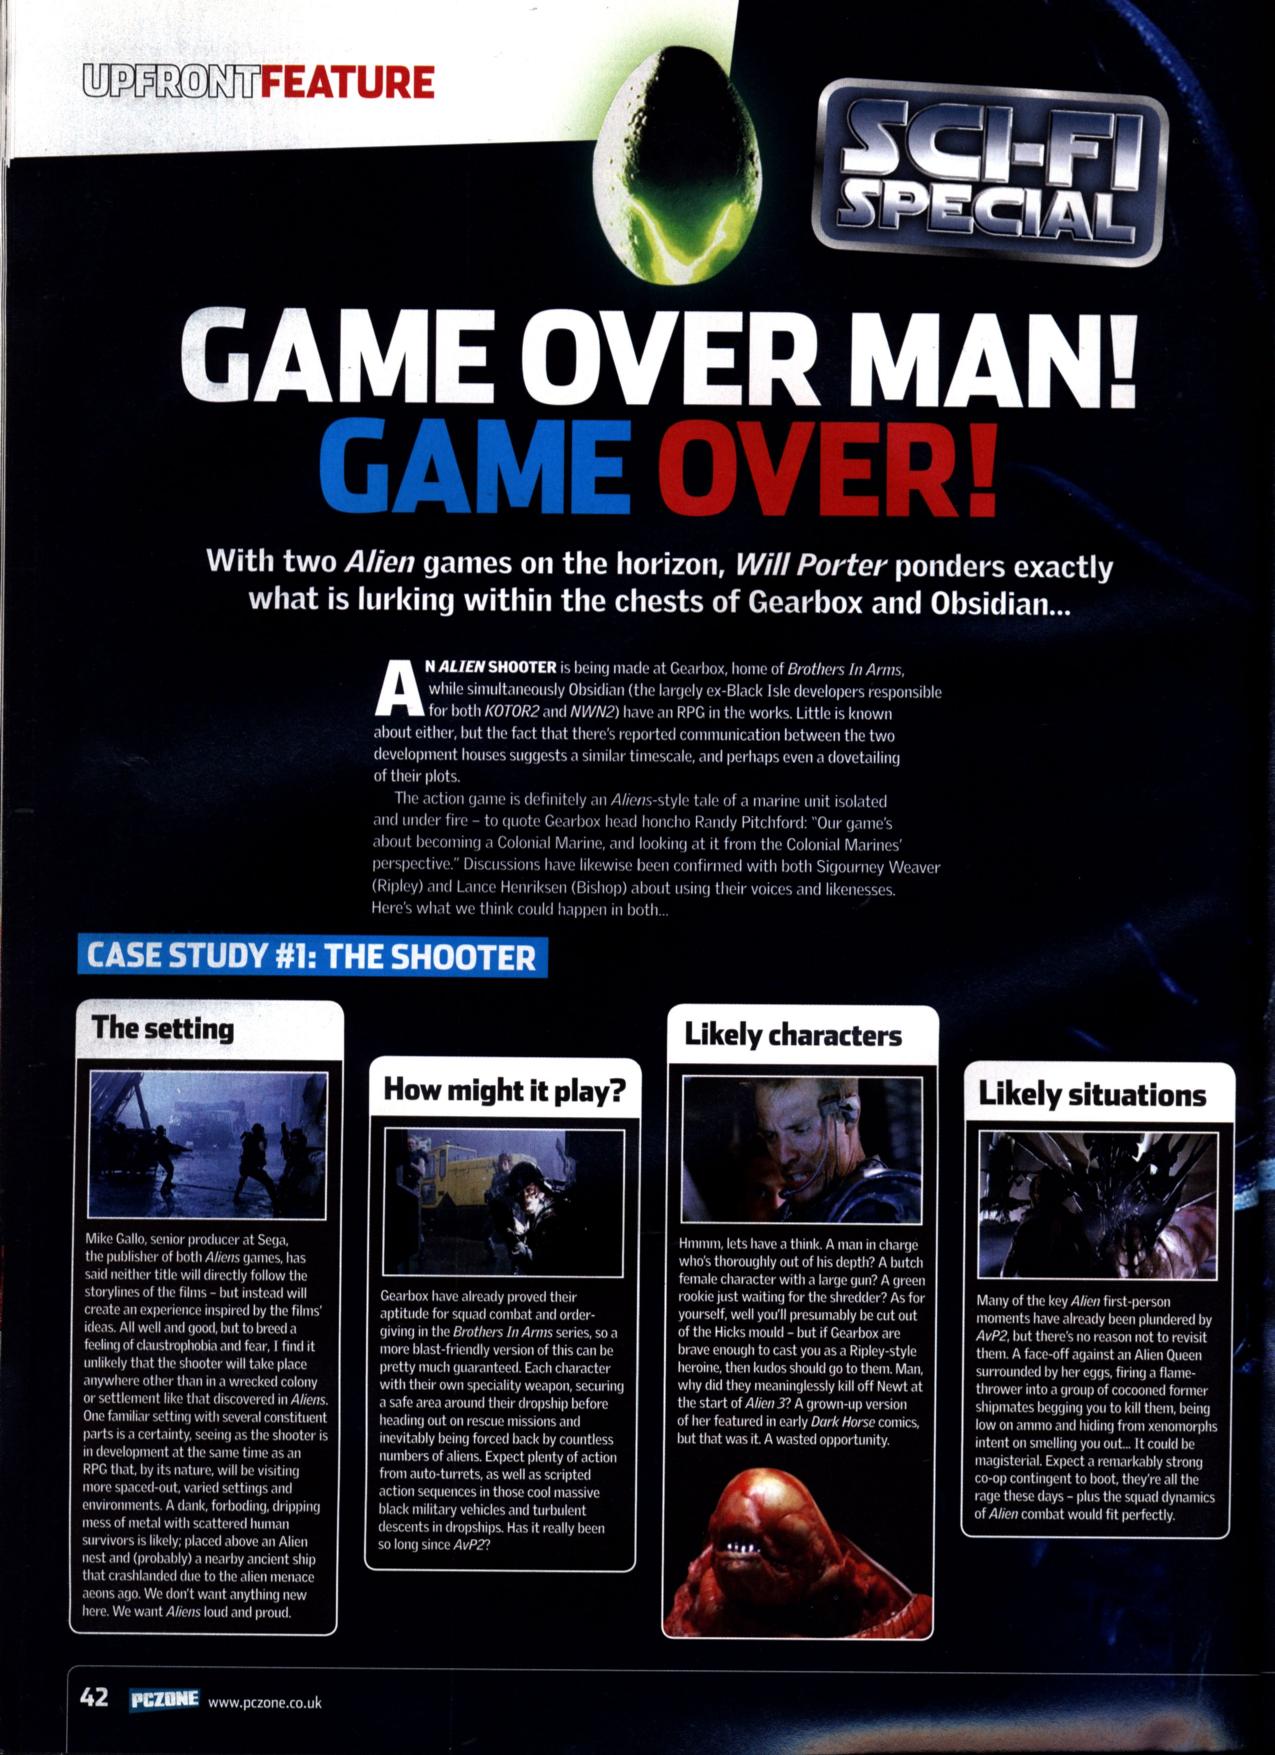 UPFRONTFEATURE
SCI-FI
SPECIAL
GAME OVER MAN!
GAME OVER!
With two Alien games on the horizon, Will Porter ponders exactly
what is lurking within the chests of Gearbox and Obsidian...
AN ALIEN SHOOTER is being made at Gearbox, home of Brothers In Arms,
while simultaneously Obsidian (the largely ex-Black Isle developers responsible
for both KOTOR2 and NWN2) have an RPG in the works. Little is known
about either, but the fact that there's reported communication between the two
development houses suggests a similar timescale, and perhaps even a dovetailing
of their plots.
The action game is definitely an Aliens-style tale of a marine unit isolated
and under fire – to quote Gearbox head honcho Randy Pitchford: "Our game's
about becoming a Colonial Marine, and looking at it from the Colonial Marines'
perspective." Discussions have likewise been confirmed with both Sigourney Weaver
(Ripley) and Lance Henriksen (Bishop) about using their voices and likenesses.
Here's what we think could happen in both...
CASE STUDY #1: THE SHOOTER
The setting
Mike Gallo, senior producer at Sega,
the publisher of both Aliens games, has
said neither title will directly follow the
storylines of the films – but instead will
create an experience inspired by the films'
ideas. All well and good, but to breed a
feeling of claustrophobia and fear, I find it
unlikely that the shooter will take place
anywhere other than in a wrecked colony
or settlement like that discovered in Aliens.
One familiar setting with several constituent
parts is a certainty, seeing as the shooter is
in development at the same time as an
RPG that, by its nature, will be visiting
more spaced-out, varied settings and
environments. A dank, forboding, dripping
mess of metal with scattered human
survivors is likely; placed above an Alien
nest and (probably) a nearby ancient ship
that crashlanded due to the alien menace
aeons ago. We don't want anything new
here. We want Aliens loud and proud.
How might it play?
Gearbox have already proved their
aptitude for squad combat and order-
giving in the Brothers In Arms series, so a
more blast-friendly version of this can be
pretty much guaranteed. Each character
with their own speciality weapon, securing
a safe area around their dropship before
heading out on rescue missions and
inevitably being forced back by countless
numbers of aliens. Expect plenty of action
from auto-turrets, as well as scripted
action sequences in those cool massive
black military vehicles and turbulent
descents in dropships. Has it really been
so long since AvP2?
Likely characters
Hmmm, lets have a think. A man in charge
who's thoroughly out of his depth? A butch
female character with a large gun? A green
rookie just waiting for the shredder? As for
yourself, well you'll presumably be cut out
of the Hicks mould – but if Gearbox are
brave enough to cast you as a Ripley-style
heroine, then kudos should go to them. Man,
why did they meaninglessly kill off Newt at
the start of Alien 3? A grown-up version
of her featured in early Dark Horse comics,
but that was it. A wasted opportunity.
Likely situations
Many of the key Alien first-person
moments have already been plundered by
AvP2, but there's no reason not to revisit
them. A face-off against an Alien Queen
surrounded by her eggs, firing a flame-
thrower into a group of cocooned former
shipmates begging you to kill them, being
low on ammo and hiding from xenomorphs
intent on smelling you out... It could be
magisterial. Expect a remarkably strong
co-op contingent to boot, they're all the
rage these days – plus the squad dynamics
of Alien combat would fit perfectly.
42 PCZONE www.pczone.co.uk